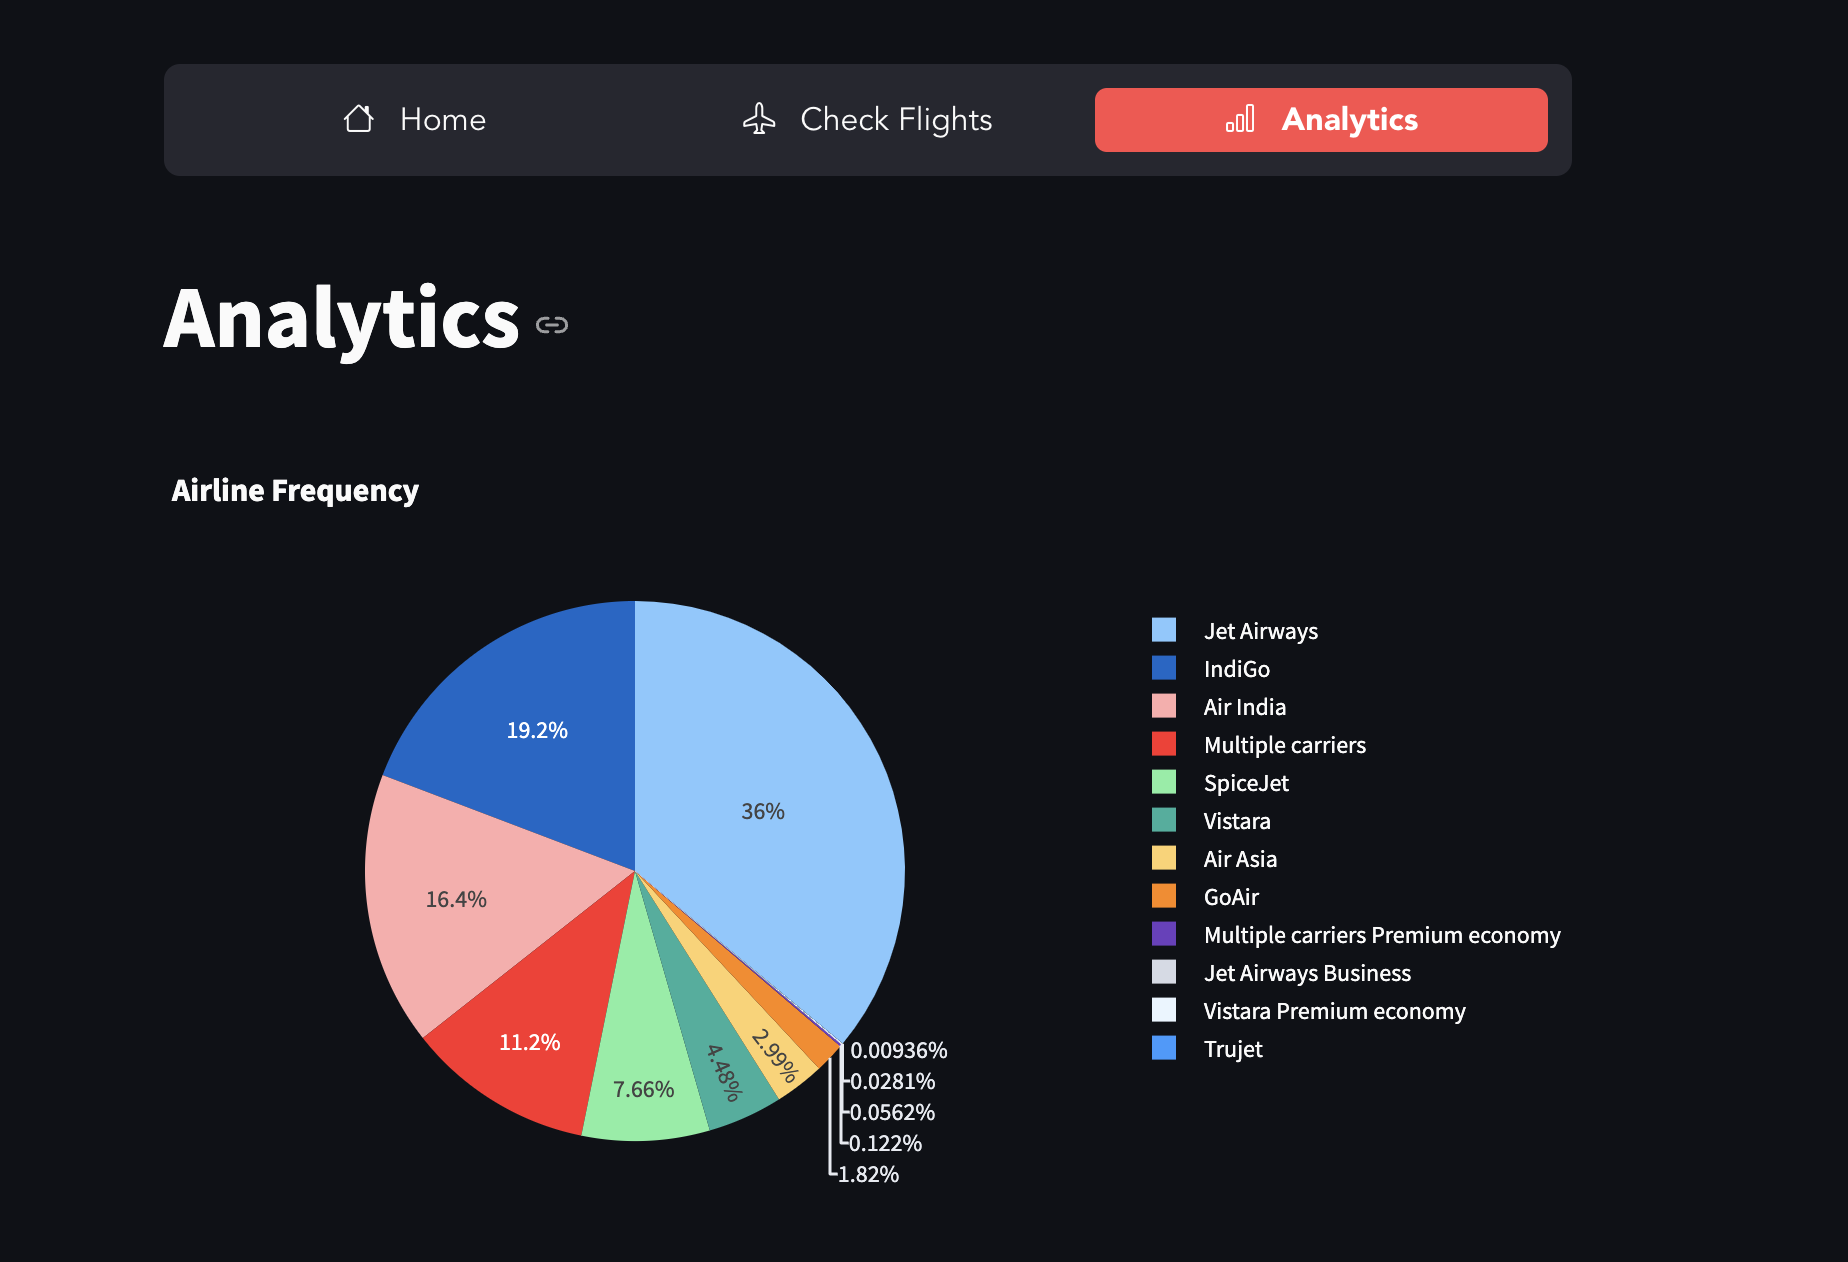 Home
Check Flights
Analytics
Analytics
Airline Frequency
36%
19.2%
16.4%
11.2%
7.66%
4.48%
2.99%
0.00936%
0.0281%
0.0562%
0.122%
1.82%
Jet Airways
IndiGo
Air India
Multiple carriers
SpiceJet
Vistara
Air Asia
GoAir
Multiple carriers Premium economy
Jet Airways Business
Vistara Premium economy
Trujet